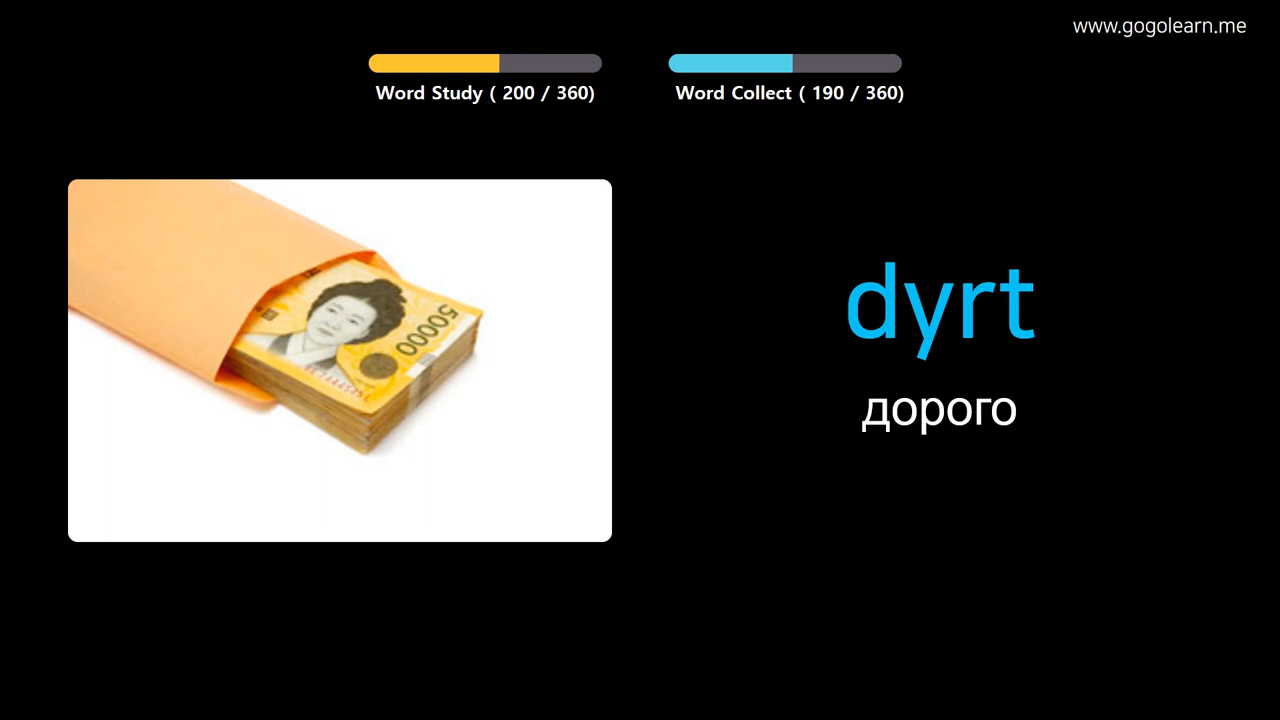 www.gogolearn.me
Word Study ( 200 / 360)
Word Collect ( 190 / 360)
50000
dyrt
дорого